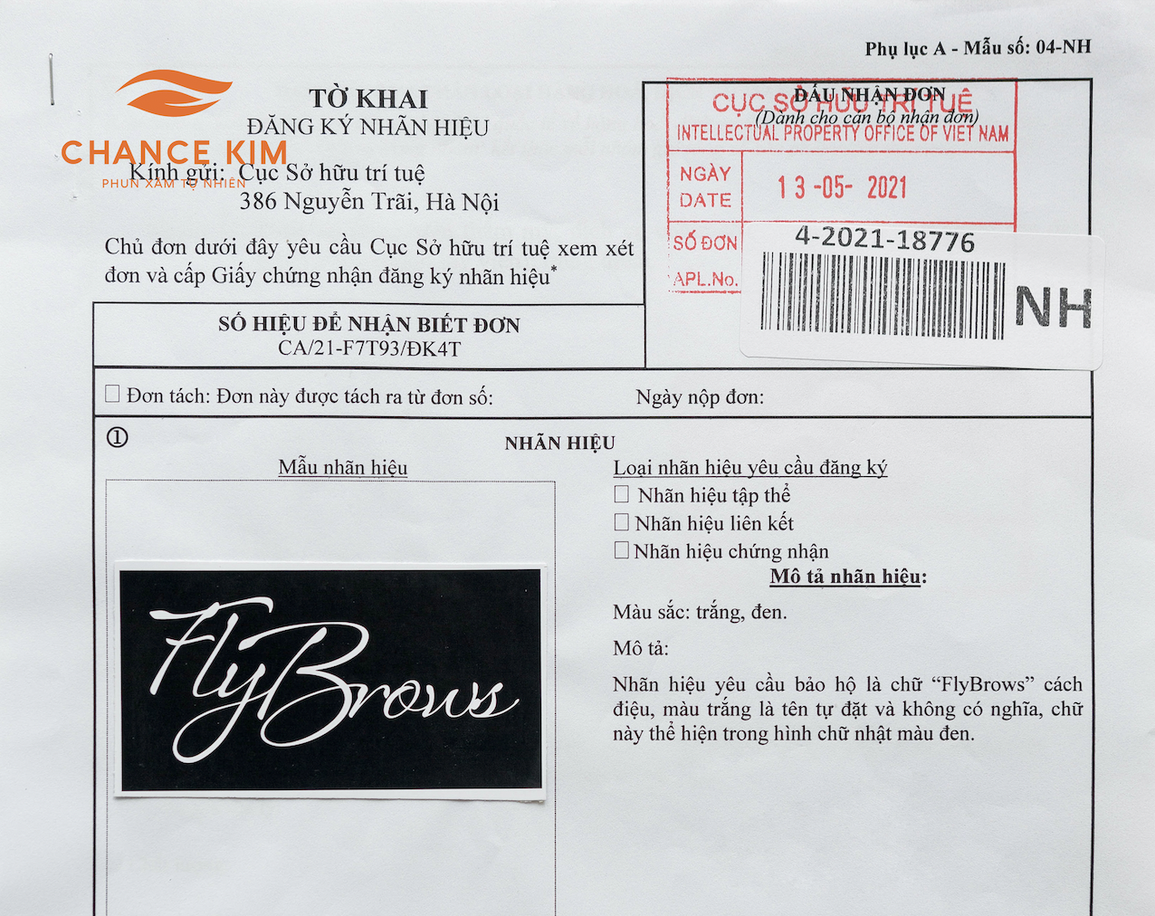 Phụ lục A - Mẫu số: 04-NH
TỜ KHAI
ĐĂNG KÝ NHÃN HIỆU
CHANCE KIM
PHUN XĂM TỰ NHIÊN
Kính gửi: Cục Sở hữu trí tuệ
386 Nguyễn Trãi, Hà Nội
Chủ đơn dưới đây yêu cầu Cục Sở hữu trí tuệ xem xét
đơn và cấp Giấy chứng nhận đăng ký nhãn hiệu*
DẤU NHẬN ĐƠN
(Dành cho cán bộ nhận đơn)
CỤC SỞ HỮU TRÍ TUỆ
INTELLECTUAL PROPERTY OFFICE OF VIET NAM
NGÀY
DATE
13-05-2021
SỐ ĐƠN
APL.No.
4-2021-18776
NH
SỐ HIỆU ĐỂ NHẬN BIẾT ĐƠN
CA/21-F7T93/ĐK4T
☐ Đơn tách: Đơn này được tách ra từ đơn số: Ngày nộp đơn:
① NHÃN HIỆU
Mẫu nhãn hiệu
FlyBrows
Loại nhãn hiệu yêu cầu đăng ký
☐ Nhãn hiệu tập thể
☐ Nhãn hiệu liên kết
☐ Nhãn hiệu chứng nhận
Mô tả nhãn hiệu:
Màu sắc: trắng, đen.
Mô tả:
Nhãn hiệu yêu cầu bảo hộ là chữ “FlyBrows” cách
điệu, màu trắng là tên tự đặt và không có nghĩa, chữ
này thể hiện trong hình chữ nhật màu đen.